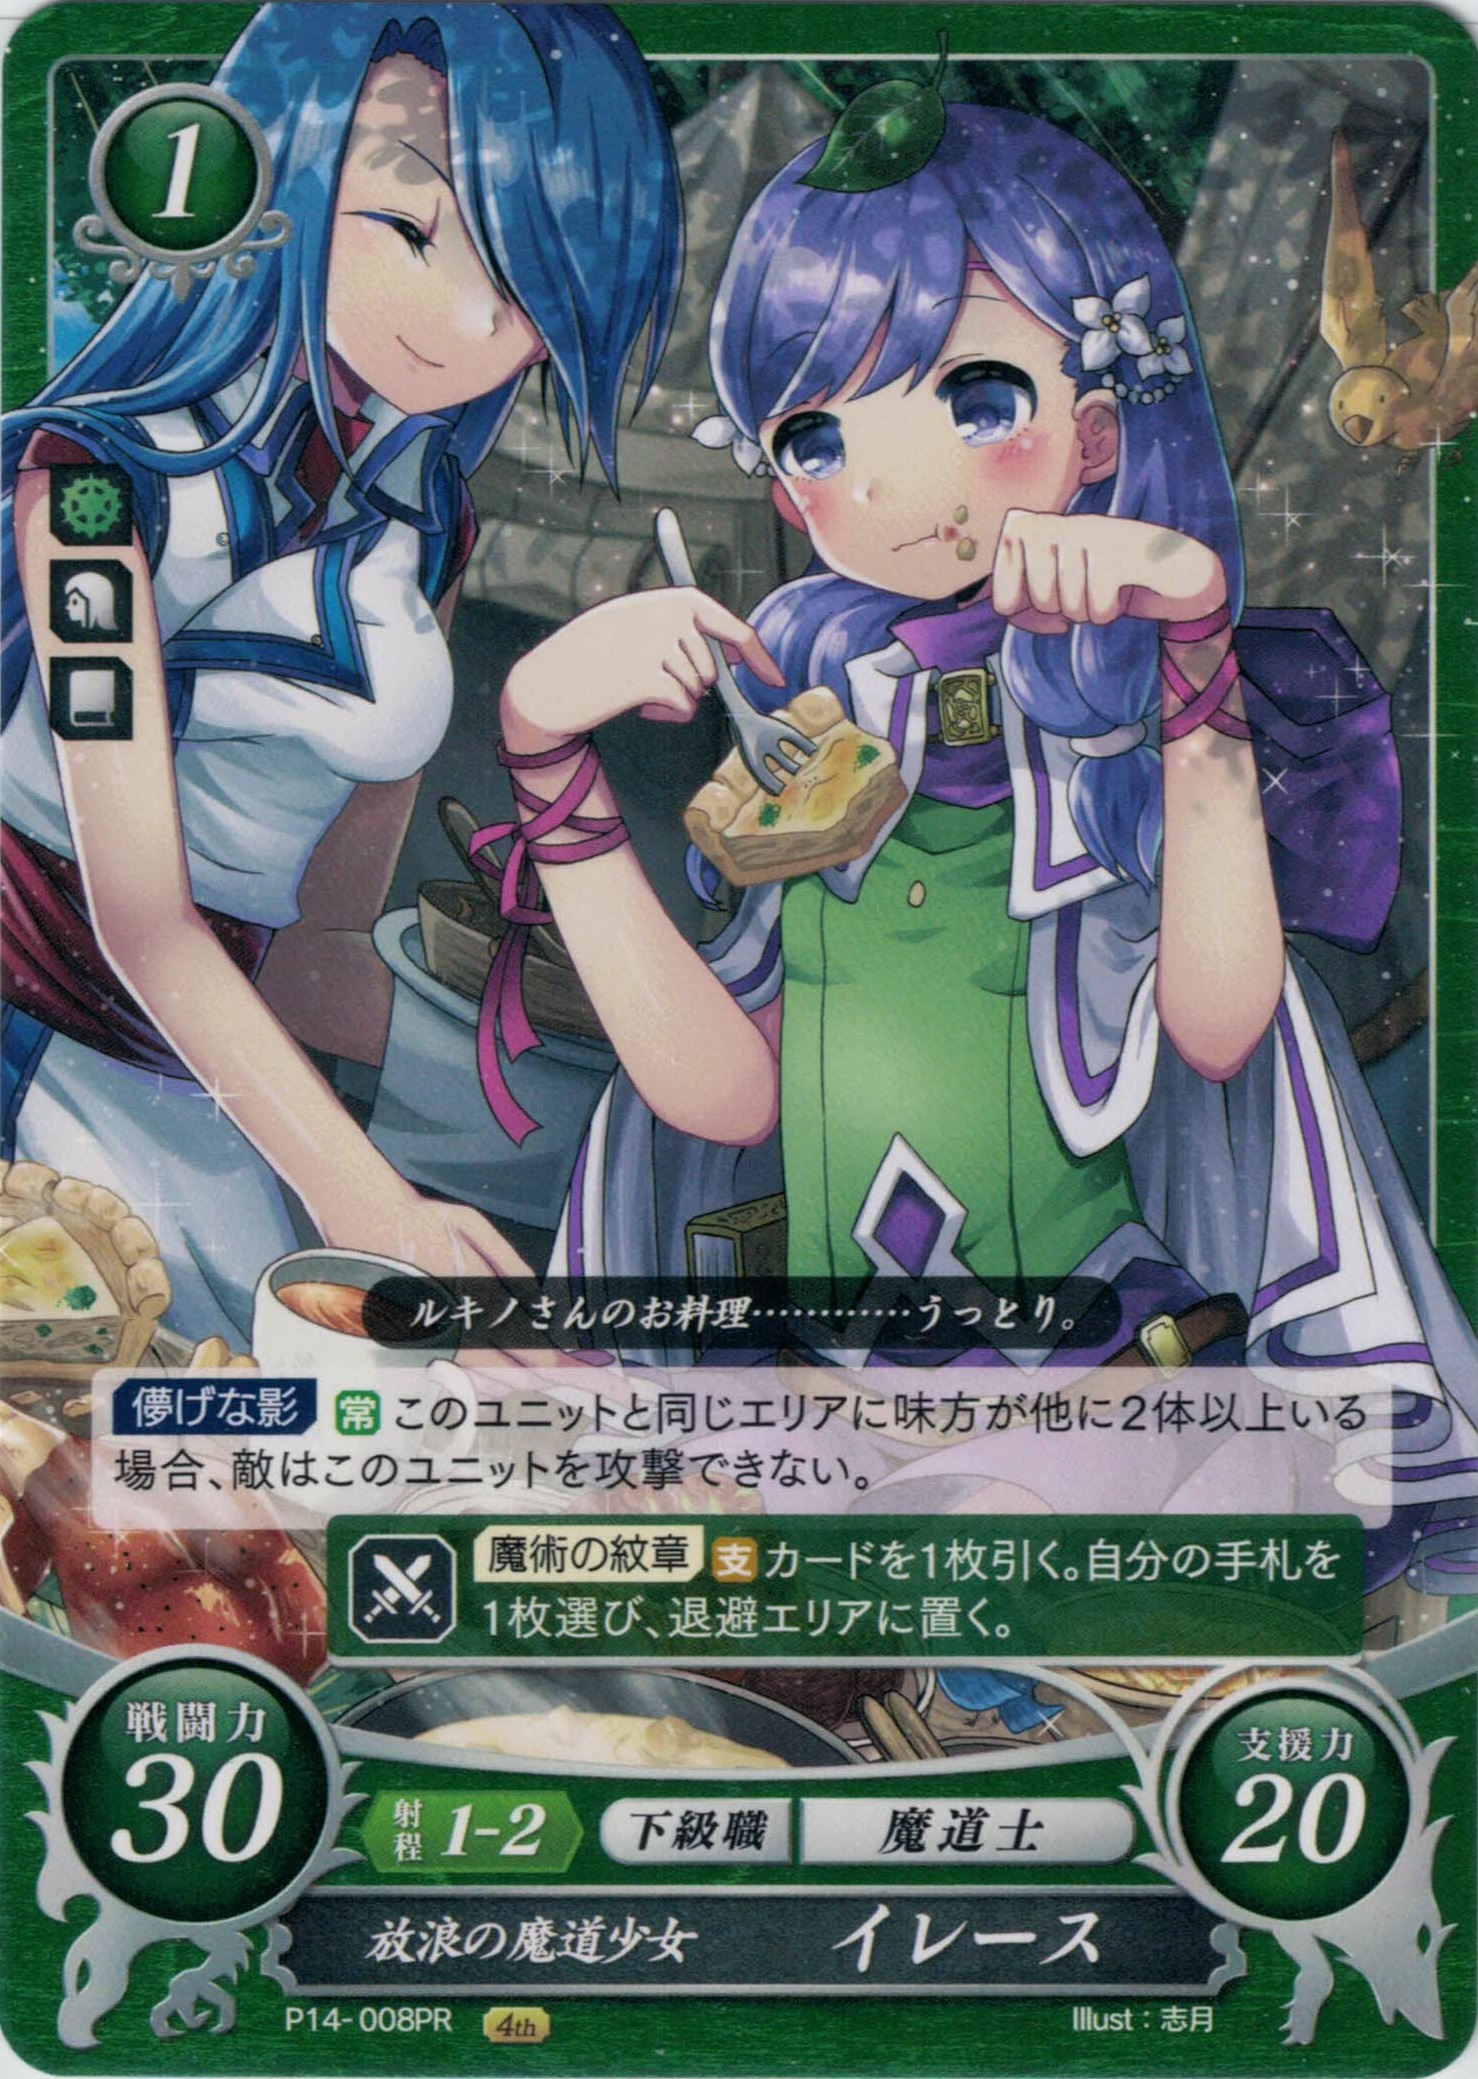 1
ルキノさんのお料理…………うっとり。
儚げな影 常 このユニットと同じエリアに味方が他に2体以上いる
場合、敵はこのユニットを攻撃できない。
魔術の紋章 支 カードを1枚引く。自分の手札を
1枚選び、退避エリアに置く。
戦闘力
30
射程 1-2
下級職
魔道士
支援力
20
放浪の魔道少女 イレース
P14-008PR 4th
Illust：志月